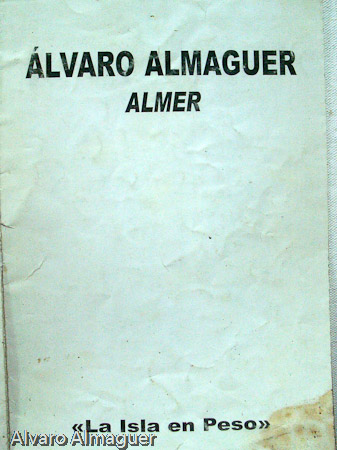 ÁLVARO ALMAGUER
ALMER
«La Isla en Peso»
Alvaro Almaguer